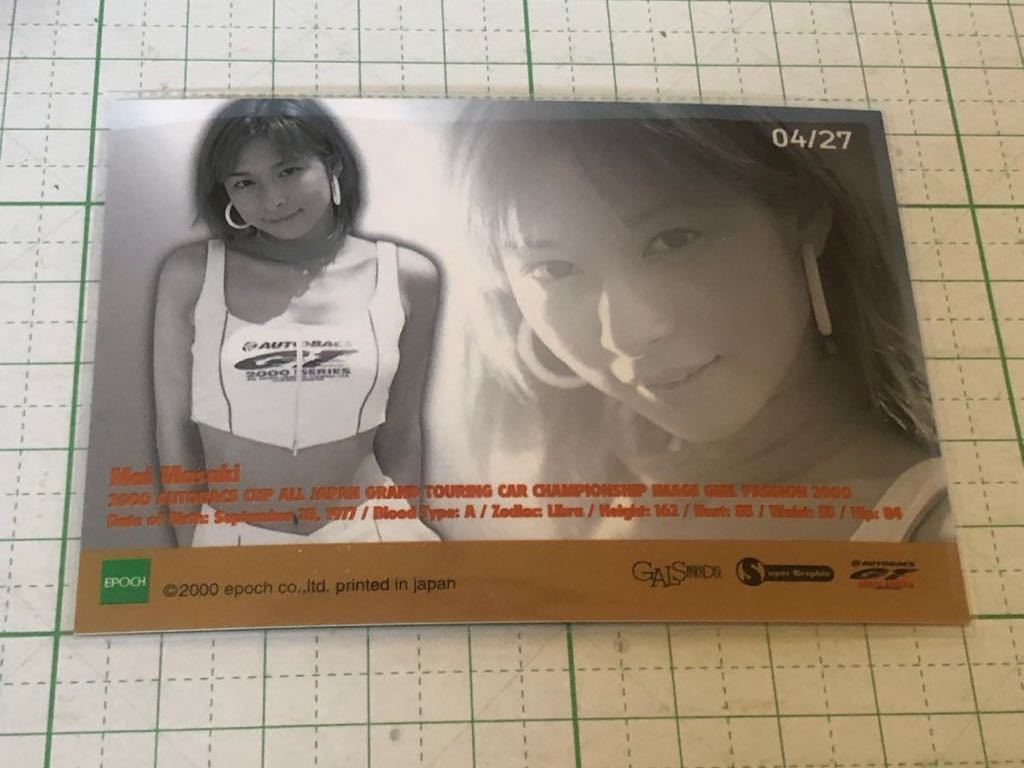 04/27
AUTOBACS
GT
2000 SERIES
Mai Masaki
2000 AUTOBACS CUP ALL JAPAN GRAND TOURING CAR CHAMPIONSHIP IMAGE GIRL PASSION 2000
Date of Birth: September 28, 1977 / Blood Type: A / Zodiac: Libra / Height: 162 / Bust: 85 / Waist: 58 / Hip: 84
EPOCH
©2000 epoch co.,ltd. printed in japan
GALS PARADISE
Super Graphic
AUTOBACS
GT